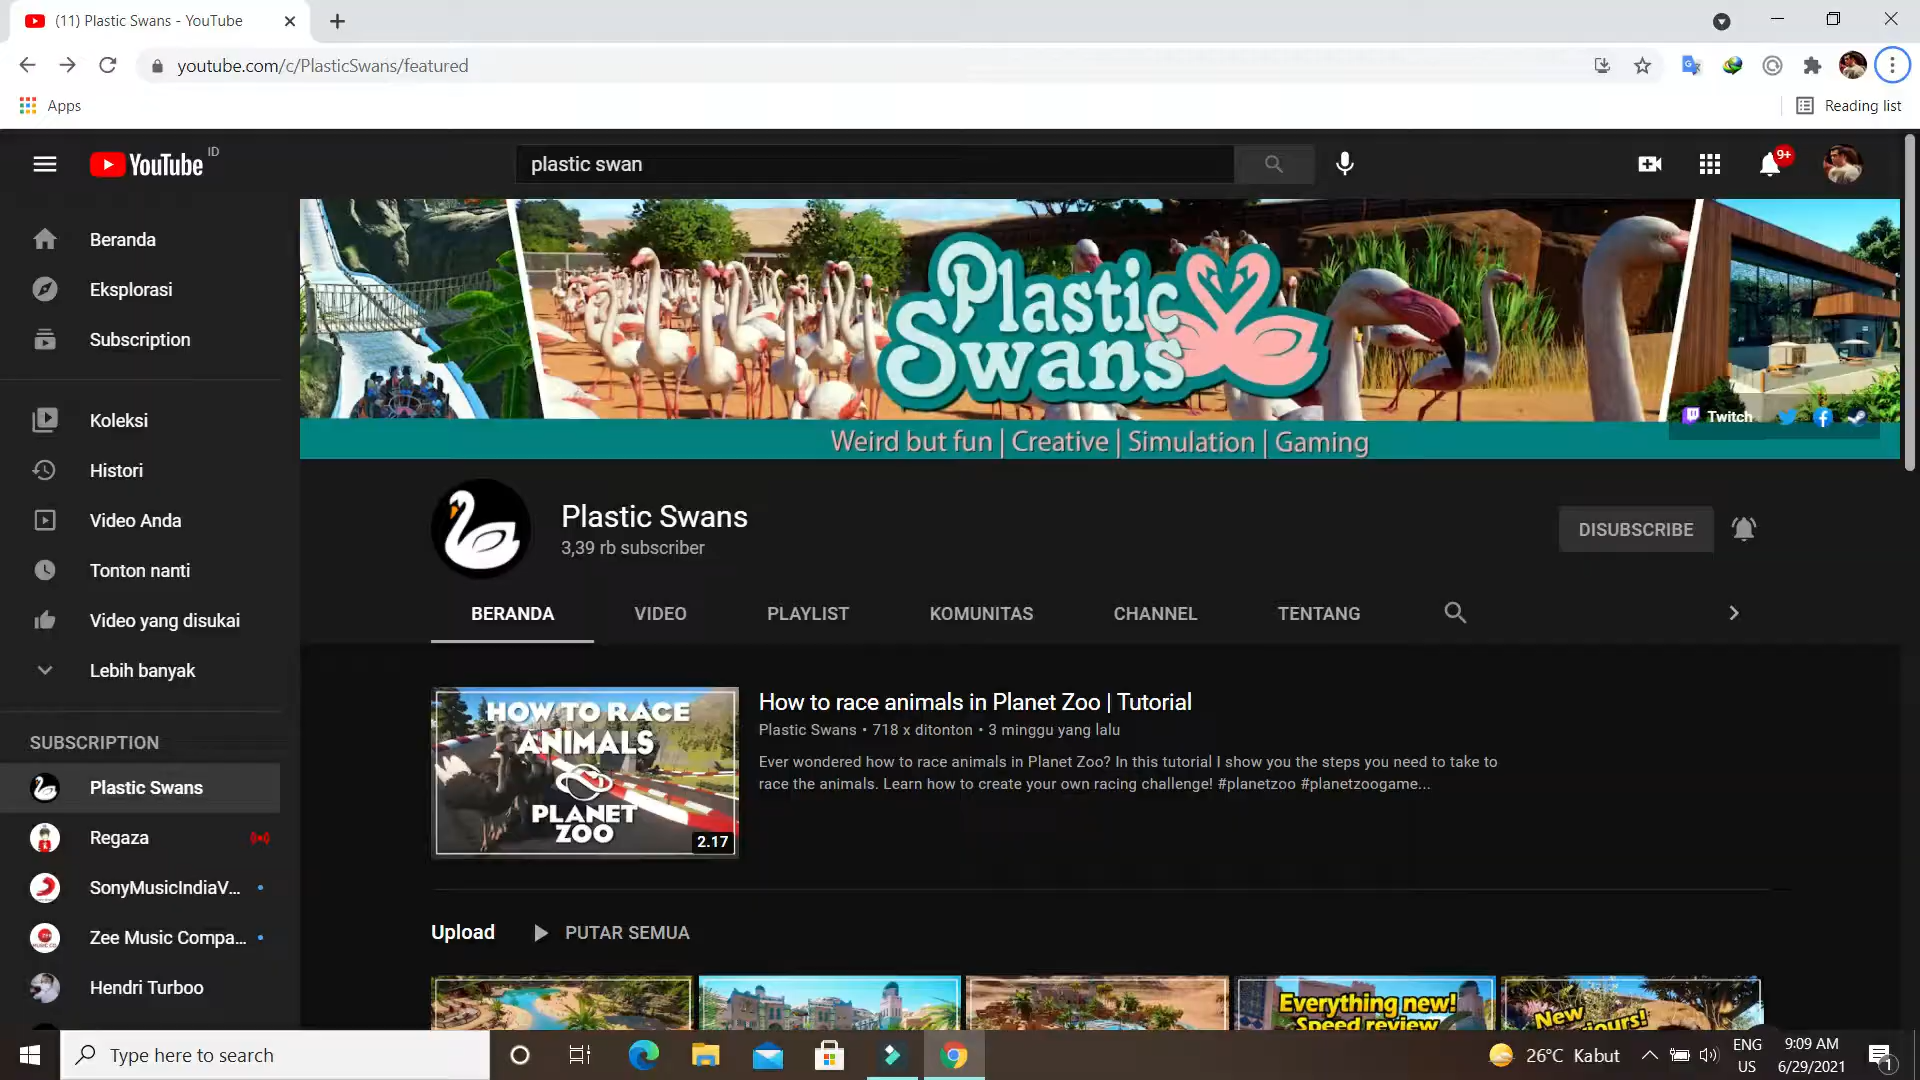 (11) Plastic Swans - YouTube
youtube.com/c/PlasticSwans/featured
Apps
Reading list
YouTube ID
plastic swan
9+
Beranda
Eksplorasi
Subscription
Koleksi
Histori
Video Anda
Tonton nanti
Video yang disukai
Lebih banyak
SUBSCRIPTION
Plastic Swans
Regaza
SonyMusicIndiaV...
Zee Music Compa...
Hendri Turboo
Plastic
Swans
Twitch
Weird but fun | Creative | Simulation | Gaming
Plastic Swans
3,39 rb subscriber
DISUBSCRIBE
BERANDA VIDEO PLAYLIST KOMUNITAS CHANNEL TENTANG
HOW TO RACE
ANIMALS
PLANET
ZOO
2.17
How to race animals in Planet Zoo | Tutorial
Plastic Swans • 718 x ditonton • 3 minggu yang lalu
Ever wondered how to race animals in Planet Zoo? In this tutorial I show you the steps you need to take to
race the animals. Learn how to create your own racing challenge! #planetzoo #planetzoogame...
Upload PUTAR SEMUA
Everything new!
Speed review
New
Type here to search
26°C Kabut
ENG
US
9:09 AM
6/29/2021
1